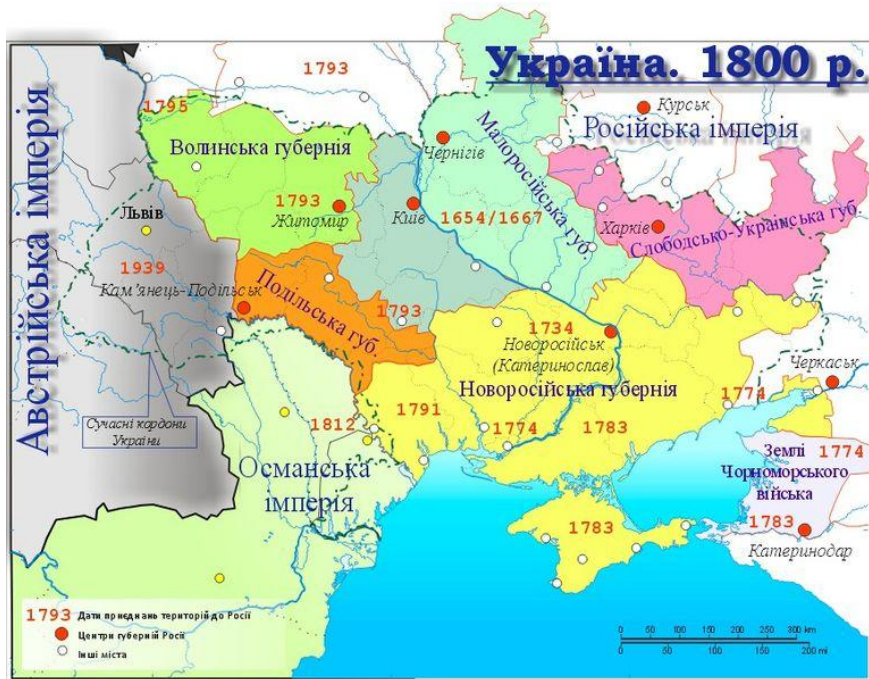 Україна. 1800 р.
Австрійська імперія
Російська імперія
Османська
імперія
1793
1795
Волинська губернія
1793
Житомир
Київ
Чернігів
Курськ
Малоросійська губ.
1654/1667
Харків
Слободсько-Українська губ.
Львів
1939
Кам'янець-Подільськ
Подільська губ.
1793
1734
Новоросійськ
(Катеринослав)
Новоросійська губернія
Черкаськ
1774
1791
1774
1783
1812
Сучасні кордони
України
Землі
Чорноморського
війська
1774
1783
Катеринодар
1783
1793 Дати приєднань територій до Росії
Центри губерній Росії
Інші міста
0 50 100 150 200 250 300 km
0 50 100 150 200 mi